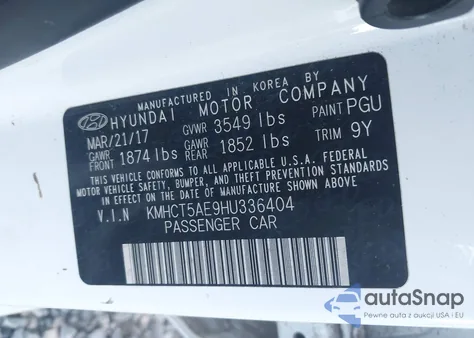 MANUFACTURED IN KOREA BY
HYUNDAI MOTOR COMPANY
MAR/21/17 GVWR 3549 lbs PAINT PGU
GAWR FRONT 1874 lbs GAWR REAR 1852 lbs TRIM 9Y
THIS VEHICLE CONFORMS TO ALL APPLICABLE U.S.A. FEDERAL
MOTOR VEHICLE SAFETY, BUMPER, AND THEFT PREVENTION
STANDARDS IN EFFECT ON THE DATE OF MANUFACTURE SHOWN ABOVE.
V.I.N KMHCT5AE9HU336404
PASSENGER CAR
autaSnap
Pewne auta z aukcji USA i EU